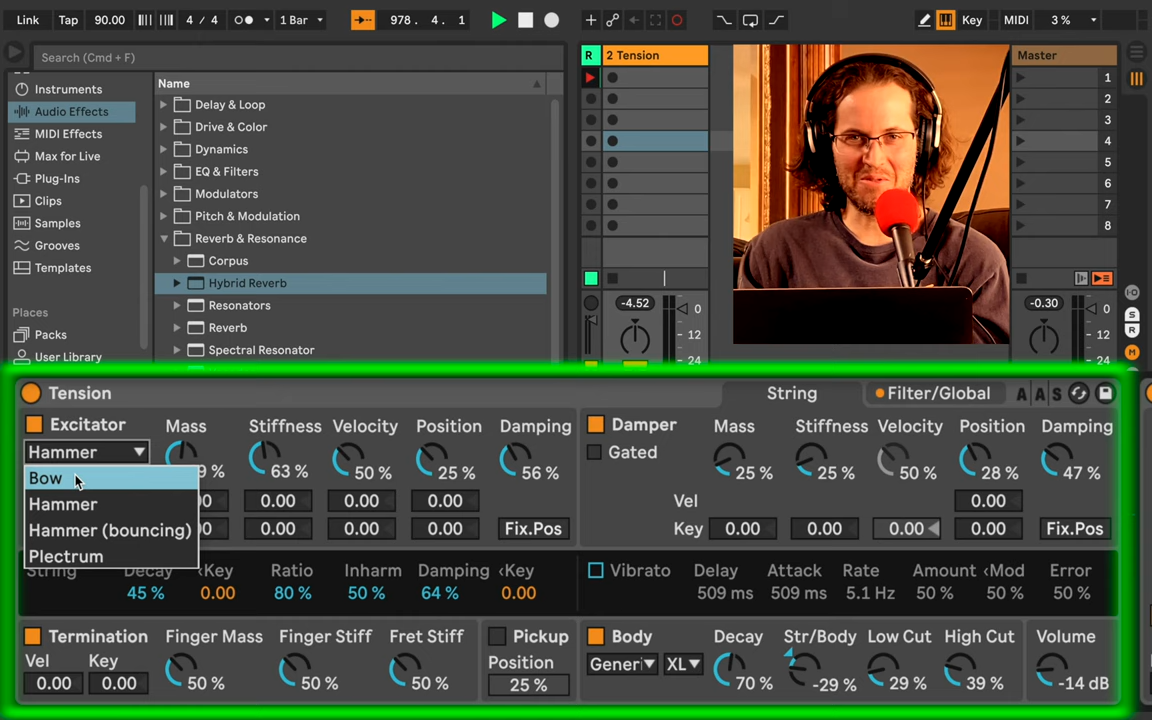 Link Tap 90.00 4 / 4 1 Bar 978. 4. 1 Key MIDI 3 %
Search (Cmd + F)
Instruments
Audio Effects
MIDI Effects
Max for Live
Plug-Ins
Clips
Samples
Grooves
Templates
Places
Packs
User Library
Name
Delay & Loop
Drive & Color
Dynamics
EQ & Filters
Modulators
Pitch & Modulation
Reverb & Resonance
Corpus
Hybrid Reverb
Resonators
Reverb
Spectral Resonator
R 2 Tension
Master
1
2
3
4
5
6
7
8
-4.52
0
12
24
-0.30
0
12
24
I-O
S
R
M
Tension String Filter/Global A A S
Excitator Mass Stiffness Velocity Position Damping
Hammer 9 % 63 % 50 % 25 % 56 %
Bow
Hammer
Hammer (bouncing)
Plectrum
00 0.00 0.00 0.00
00 0.00 0.00 0.00 Fix.Pos
Damper Mass Stiffness Velocity Position Damping
Gated 25 % 25 % 50 % 28 % 47 %
Vel 0.00
Key 0.00 0.00 0.00 0.00 Fix.Pos
String Decay ‹Key Ratio Inharm Damping ‹Key
45 % 0.00 80 % 50 % 64 % 0.00
Vibrato Delay Attack Rate Amount ‹Mod Error
509 ms 509 ms 5.1 Hz 50 % 50 % 50 %
Termination Finger Mass Finger Stiff Fret Stiff
Vel Key
0.00 0.00 50 % 50 % 50 %
Pickup
Position
25 %
Body Decay Str/Body Low Cut High Cut Volume
Generi XL 70 % -29 % 29 % 39 % -14 dB